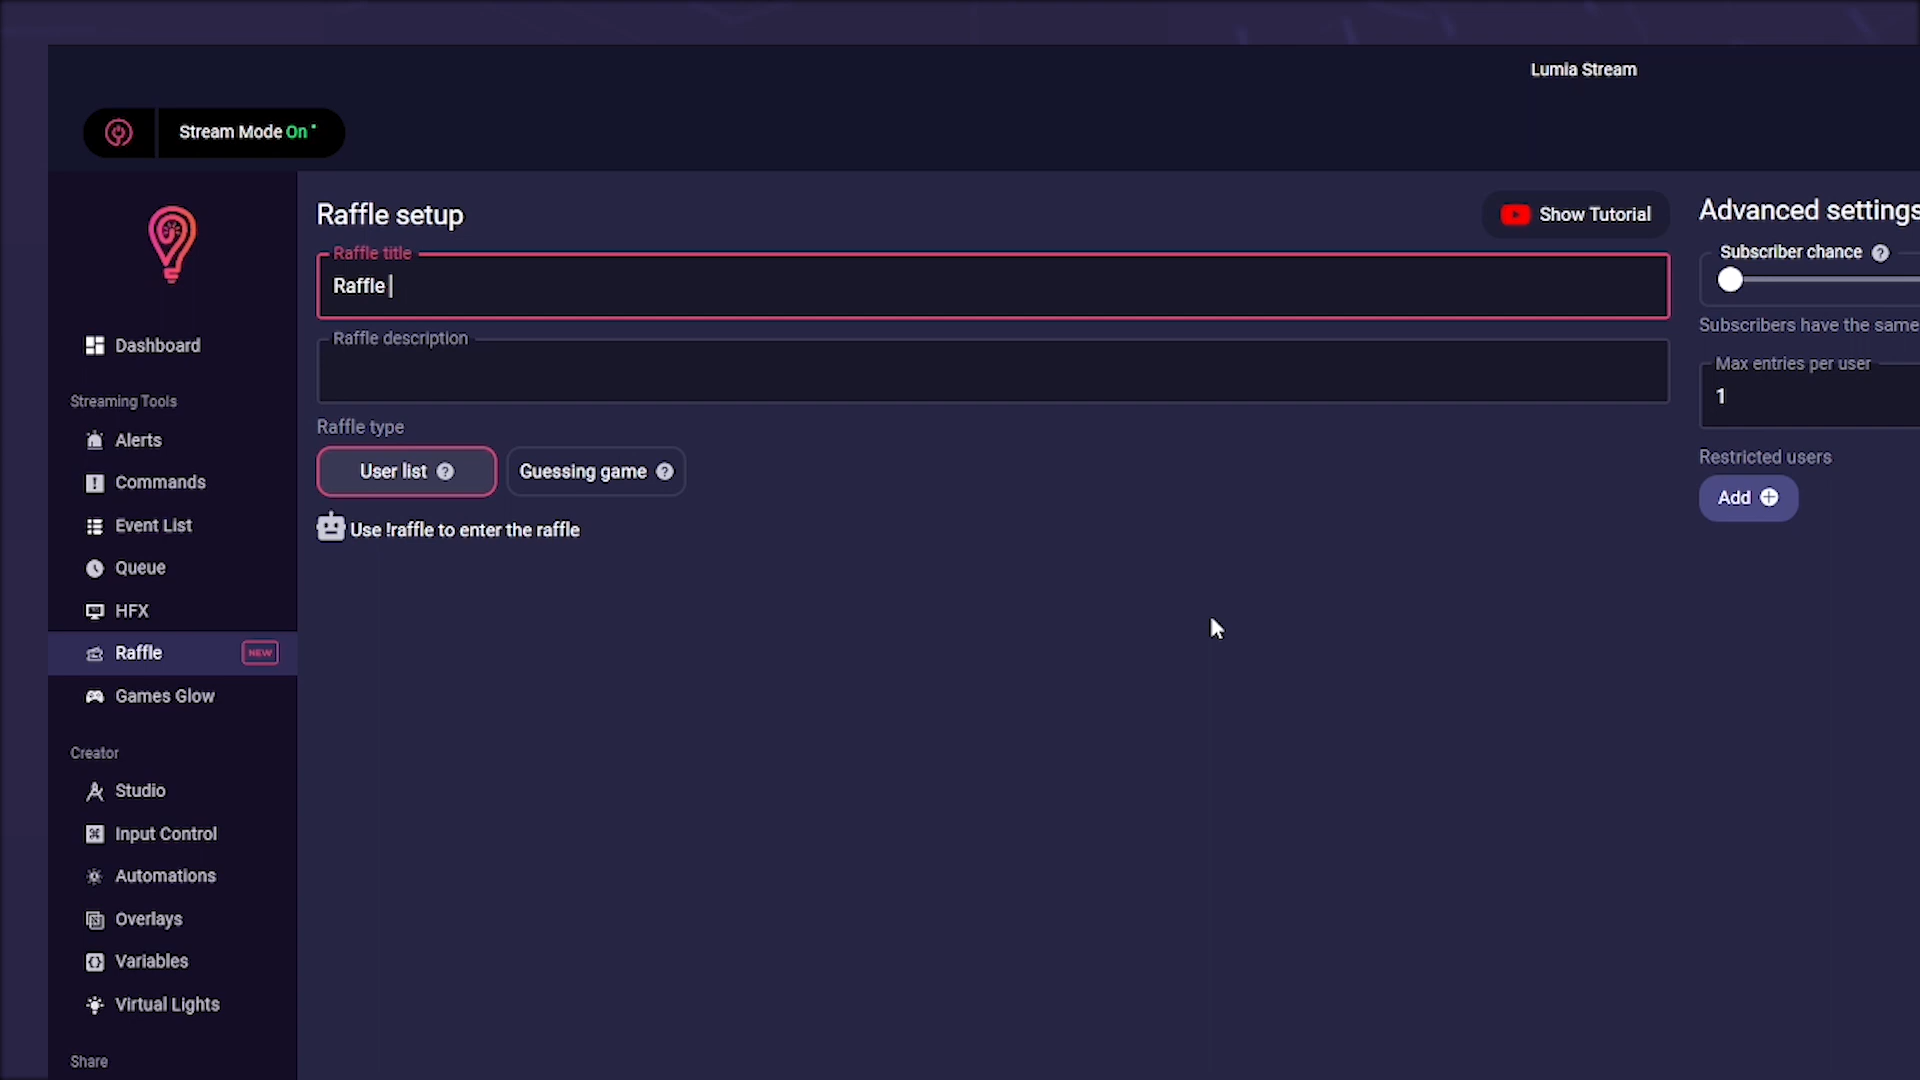 Lumia Stream
Stream Mode On
Raffle setup
Show Tutorial
Raffle title
Raffle
Raffle description
Raffle type
User list
Guessing game
Use !raffle to enter the raffle
Advanced settings
Subscriber chance
Subscribers have the same
Max entries per user
1
Restricted users
Add
Dashboard
Streaming Tools
Alerts
Commands
Event List
Queue
HFX
Raffle NEW
Games Glow
Creator
Studio
Input Control
Automations
Overlays
Variables
Virtual Lights
Share